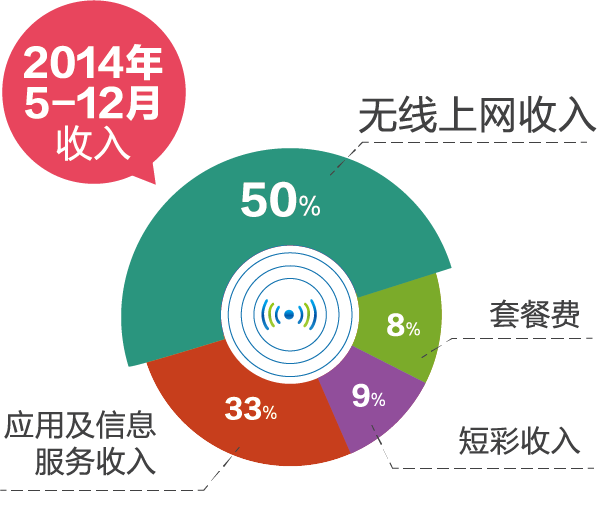 2014年
5-12月
收入
无线上网收入
50%
套餐费
8%
9%
33%
应用及信息
服务收入
短彩收入